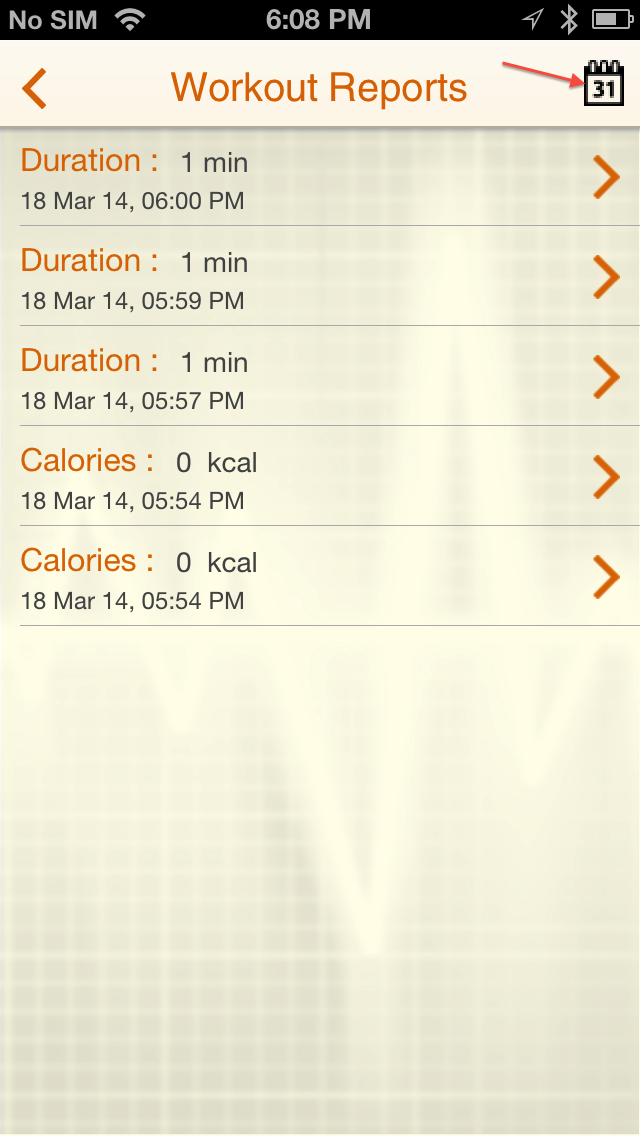 No SIM 6:08 PM
Workout Reports 31
Duration : 1 min
18 Mar 14, 06:00 PM
Duration : 1 min
18 Mar 14, 05:59 PM
Duration : 1 min
18 Mar 14, 05:57 PM
Calories : 0 kcal
18 Mar 14, 05:54 PM
Calories : 0 kcal
18 Mar 14, 05:54 PM